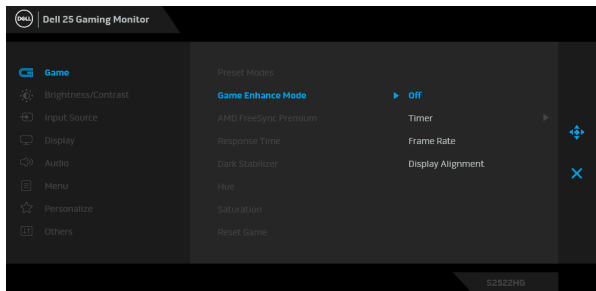 DELL Dell 25 Gaming Monitor
Game
Brightness/Contrast
Input Source
Display
Audio
Menu
Personalize
Others
Preset Modes
Game Enhance Mode
AMD FreeSync Premium
Response Time
Dark Stabilizer
Hue
Saturation
Reset Game
Off
Timer
Frame Rate
Display Alignment
S2522HG